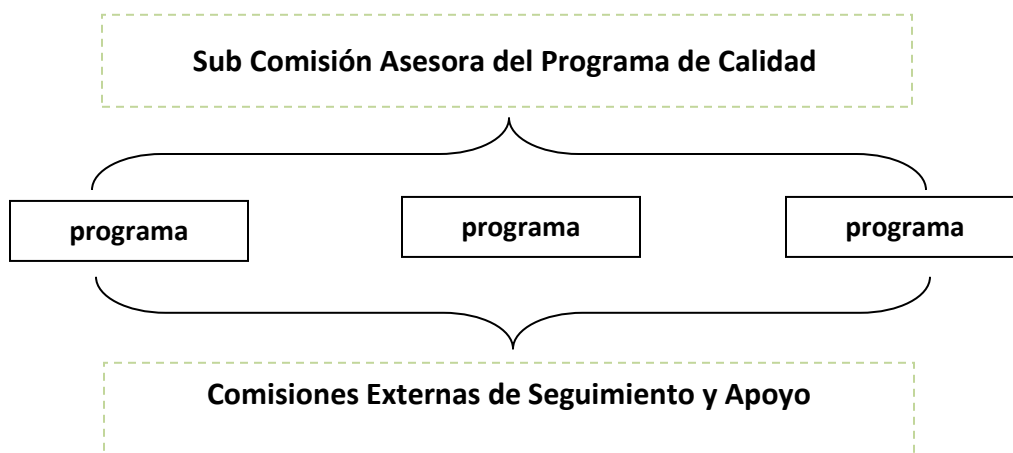 Sub Comisión Asesora del Programa de Calidad
programa
programa
programa
Comisiones Externas de Seguimiento y Apoyo